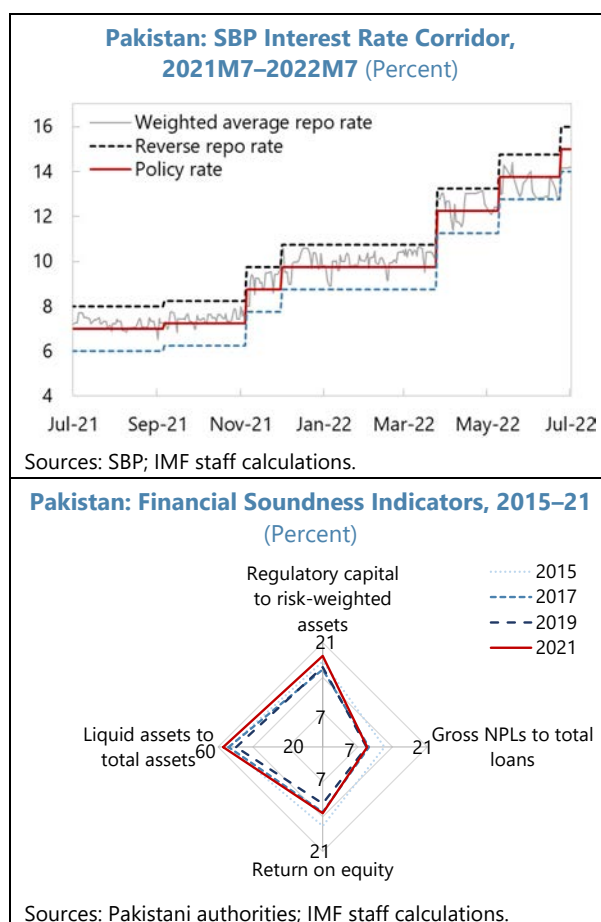 Pakistan: SBP Interest Rate Corridor,
2021M7–2022M7 (Percent)
16
14
12
10
8
6
4
Weighted average repo rate
Reverse repo rate
Policy rate
Jul-21 Sep-21 Nov-21 Jan-22 Mar-22 May-22 Jul-22
Sources: SBP; IMF staff calculations.
Pakistan: Financial Soundness Indicators, 2015–21
(Percent)
Regulatory capital
to risk-weighted
assets
2015
2017
2019
2021
21
7
Liquid assets to
total assets
60 20 7 21
Gross NPLs to total
loans
7
21
Return on equity
Sources: Pakistani authorities; IMF staff calculations.